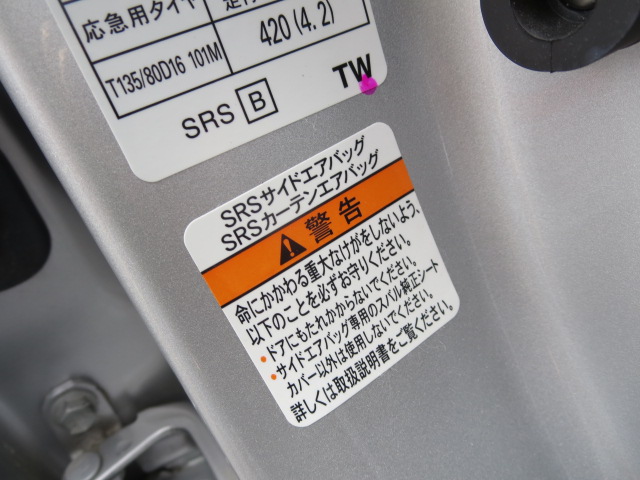 応急用タイヤ
T135/80D16 101M
420 (4.2)
SRS B
TW
SRSサイドエアバッグ
SRSカーテンエアバッグ
警告
命にかかわる重大なけがをしないよう、
以下のことを必ずお守りください。
・ドアにもたれかからないでください。
・サイドエアバッグ専用のスバル純正シート
カバー以外は使用しないでください。
詳しくは取扱説明書をご覧ください。